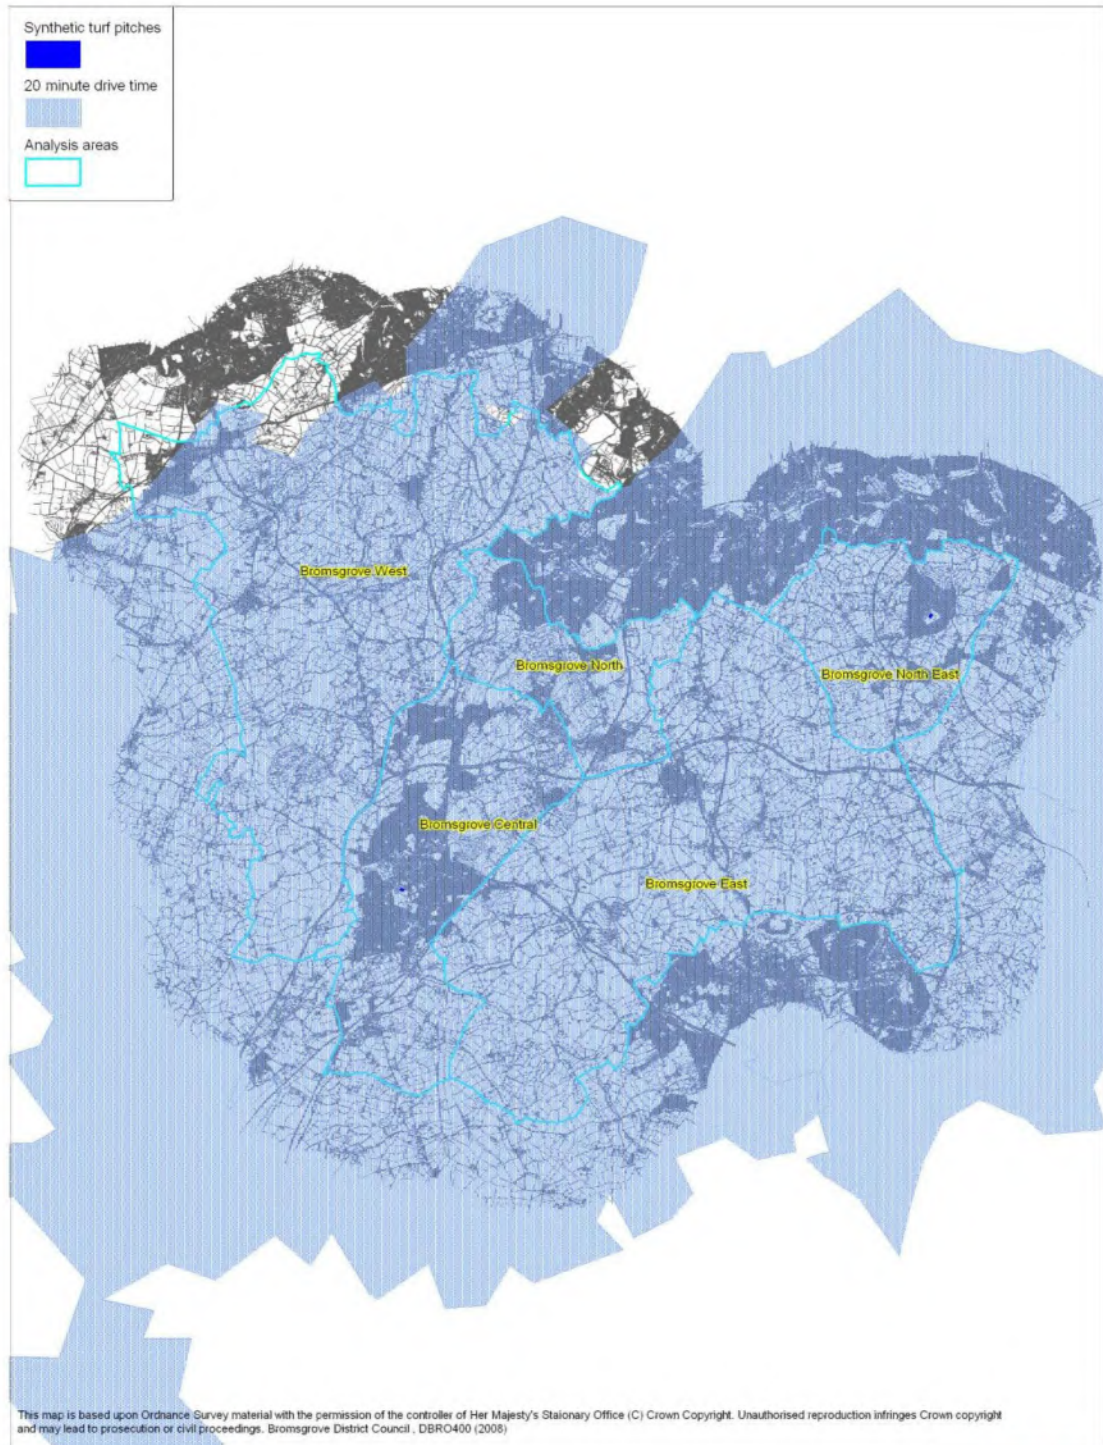 Synthetic turf pitches
20 minute drive time
Analysis areas
Bromsgrove West
Bromsgrove North
Bromsgrove North East
Bromsgrove Central
Bromsgrove East
This map is based upon Ordnance Survey material with the permission of the controller of Her Majesty's Staionary Office (C) Crown Copyright. Unauthorised reproduction infringes Crown copyright
and may lead to prosecution or civil proceedings. Bromsgrove District Council , DBRO400 (2008)